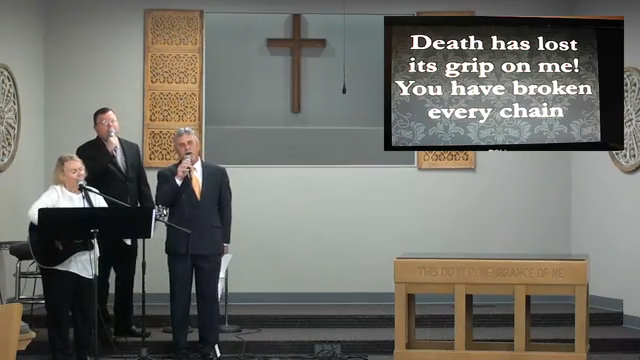 Death has lost
its grip on me!
You have broken
every chain
THIS DO IN REMEMBRANCE OF ME